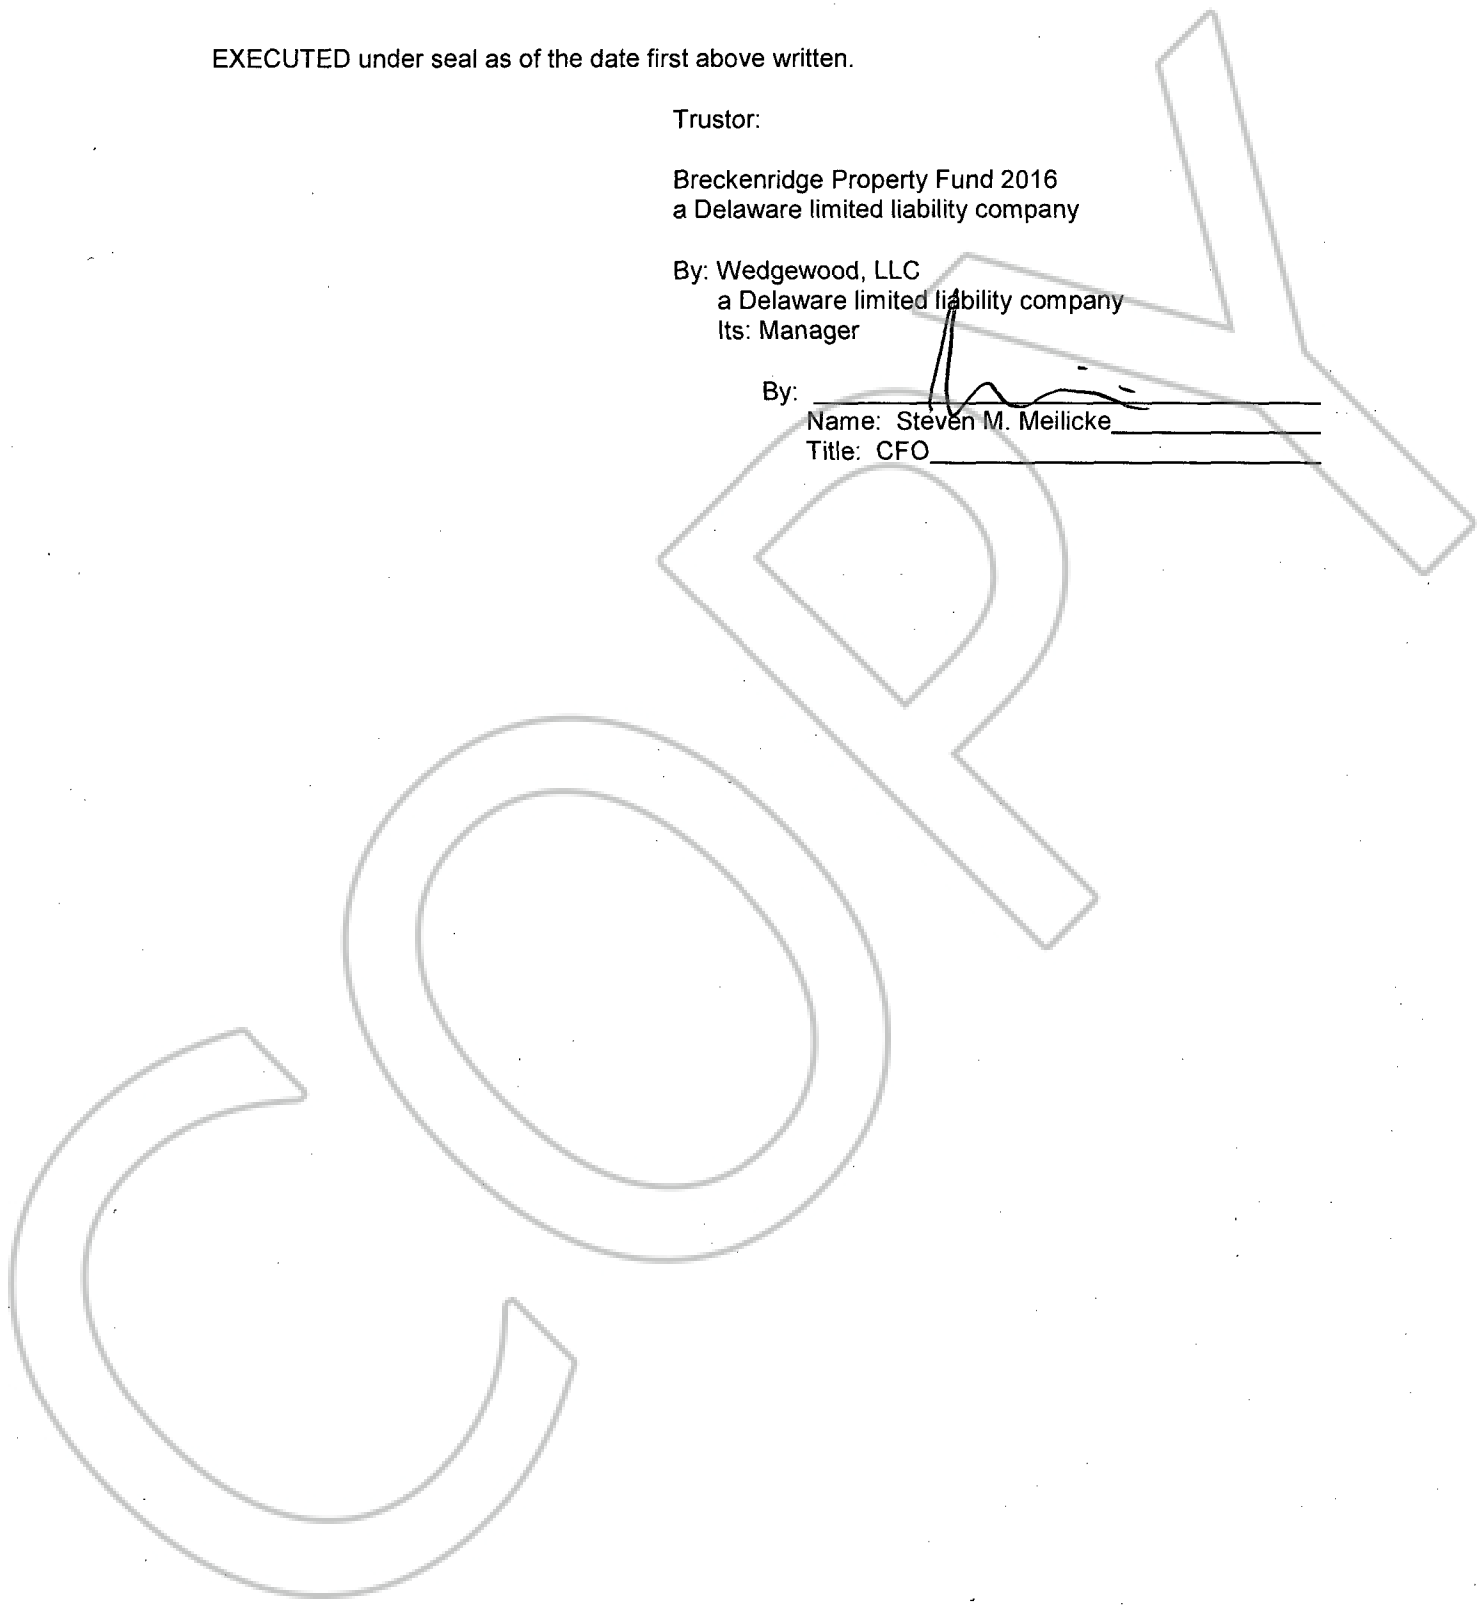 EXECUTED under seal as of the date first above written.
Trustor:
Breckenridge Property Fund 2016
a Delaware limited liability company
By: Wedgewood, LLC
a Delaware limited liability company
Its: Manager
By:
Name: Steven M. Meilicke
Title: CFO
COPY